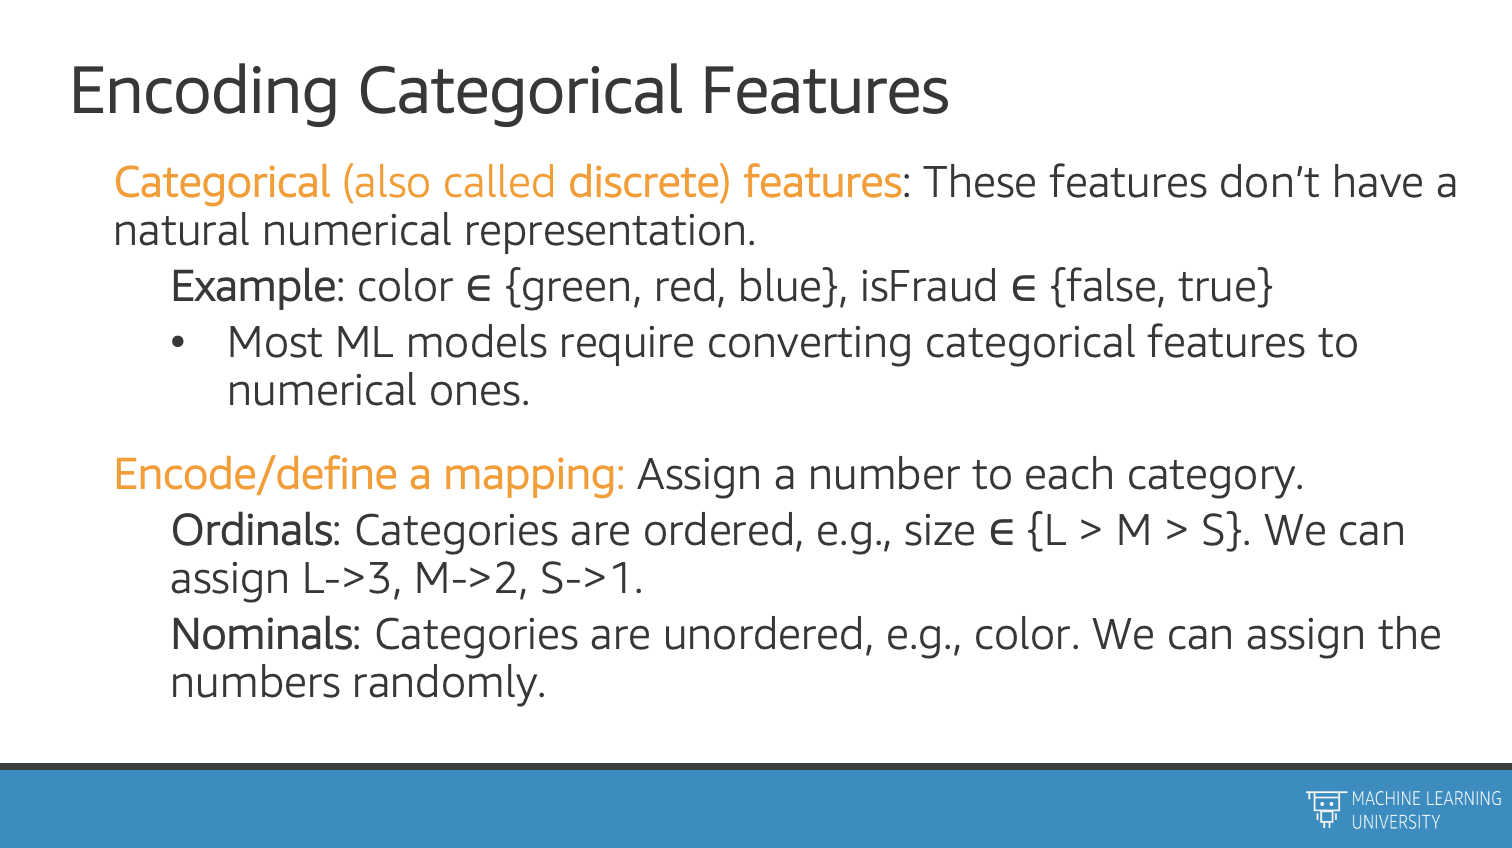 Encoding Categorical Features
Categorical (also called discrete) features: These features don’t have a
natural numerical representation.
Example: color ∈ {green, red, blue}, isFraud ∈ {false, true}
• Most ML models require converting categorical features to
numerical ones.
Encode/define a mapping: Assign a number to each category.
Ordinals: Categories are ordered, e.g., size ∈ {L > M > S}. We can
assign L->3, M->2, S->1.
Nominals: Categories are unordered, e.g., color. We can assign the
numbers randomly.
MACHINE LEARNING
UNIVERSITY